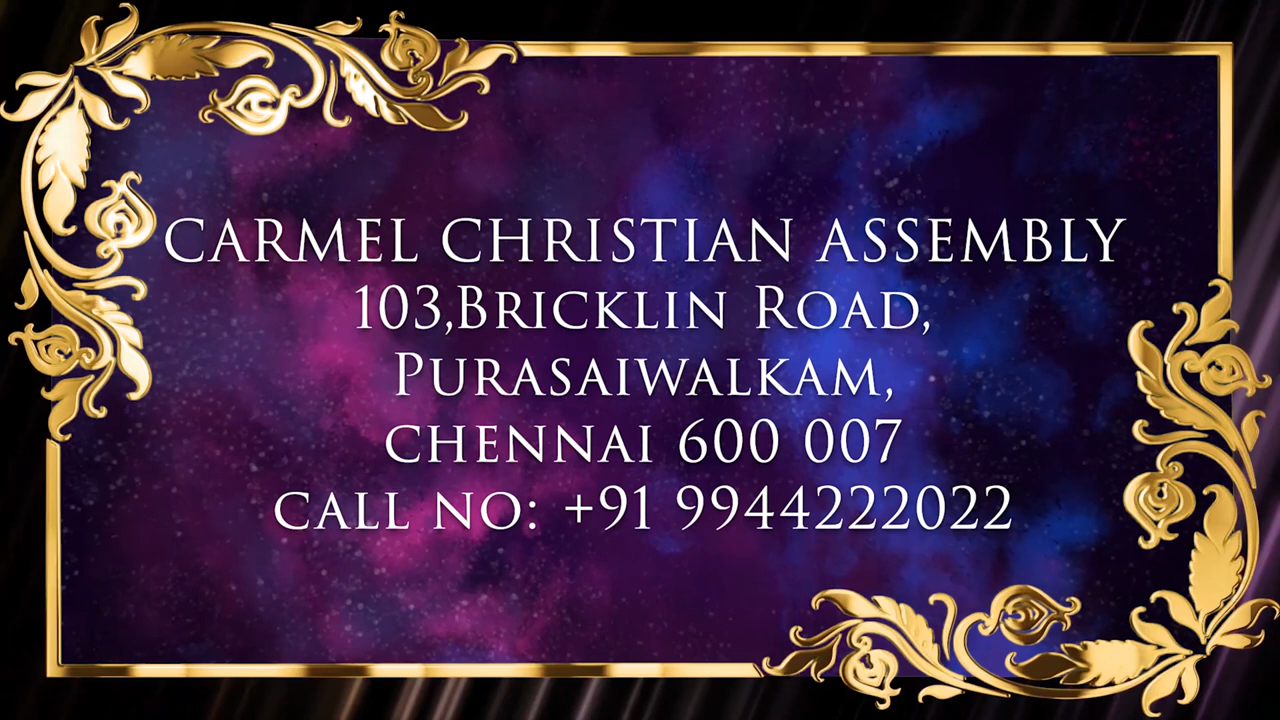 CARMEL CHRISTIAN ASSEMBLY
103,Bricklin Road,
Purasaiwalkam,
chennai 600 007
call no: +91 9944222022